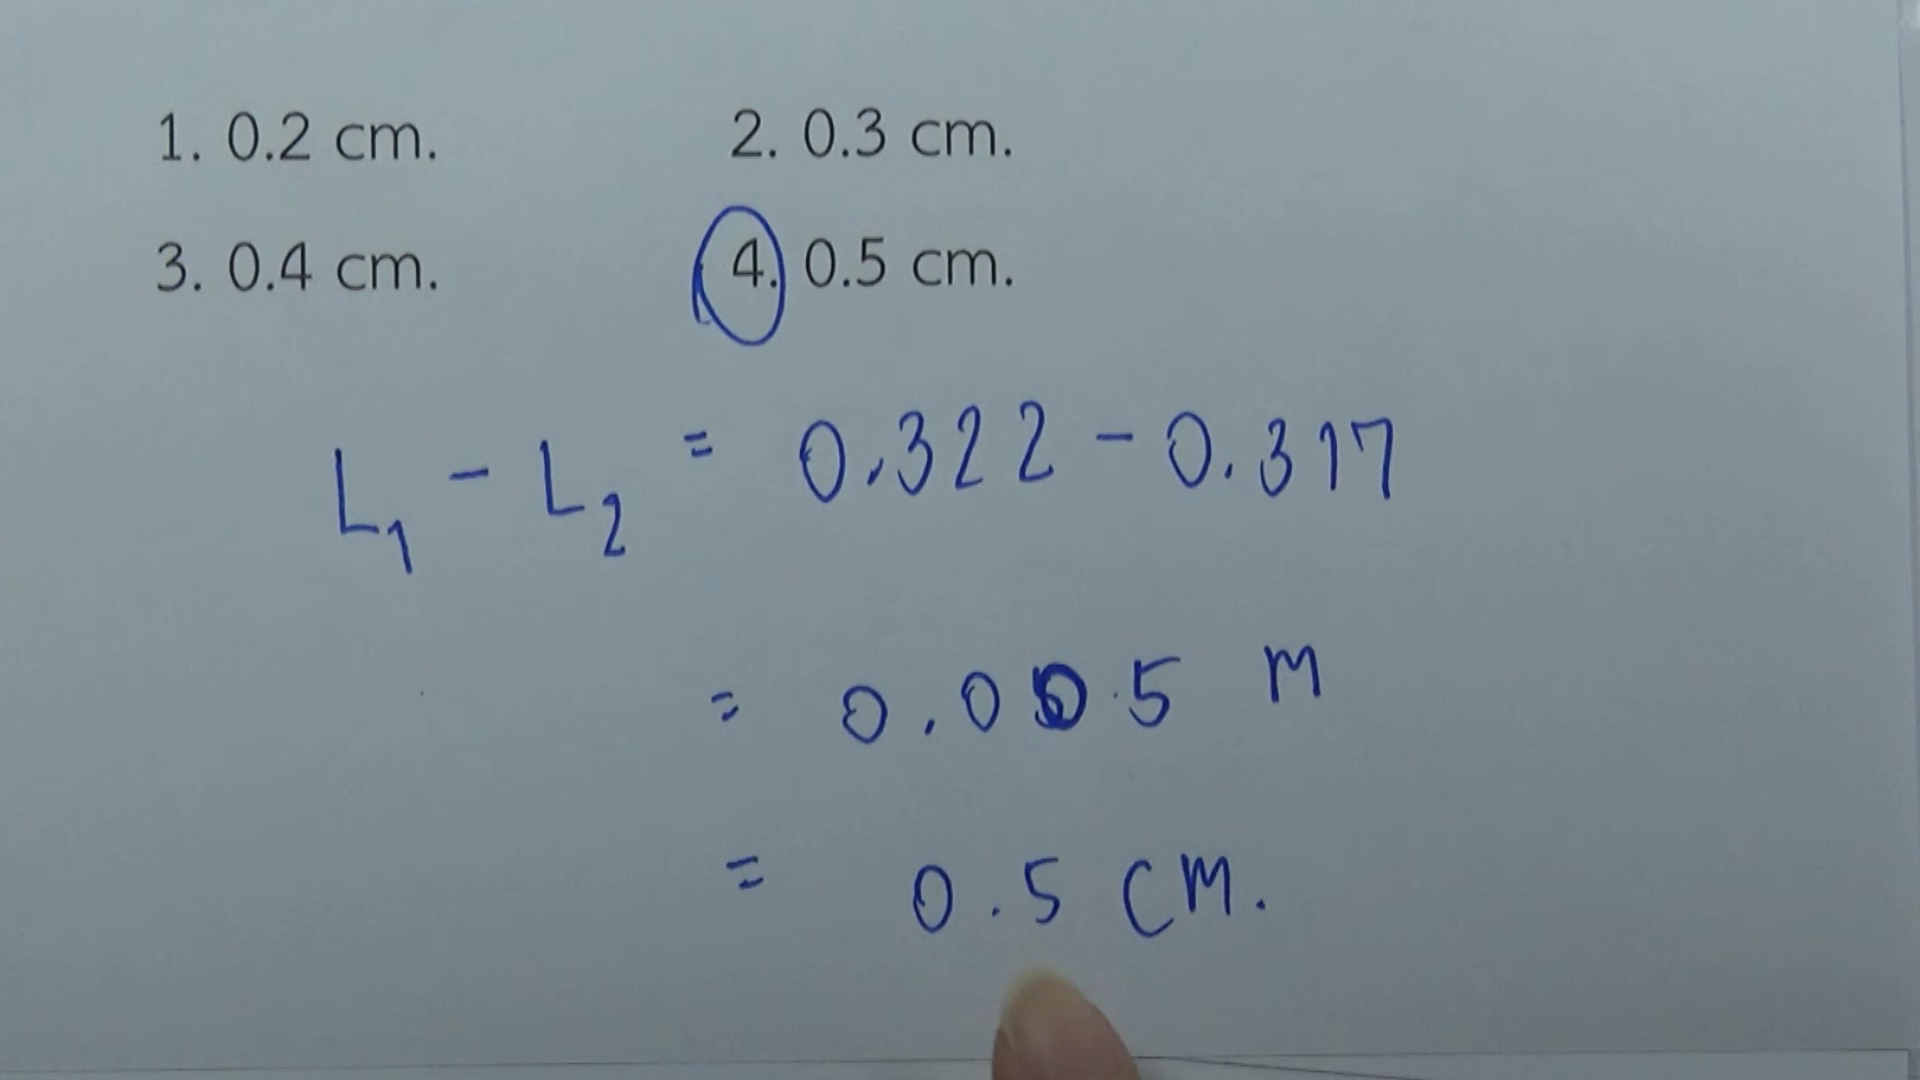 1. 0.2 cm. 2. 0.3 cm.
3. 0.4 cm. 4. 0.5 cm.
L₁ - L₂ = 0.322 - 0.317
= 0.005 m
= 0.5 cm.